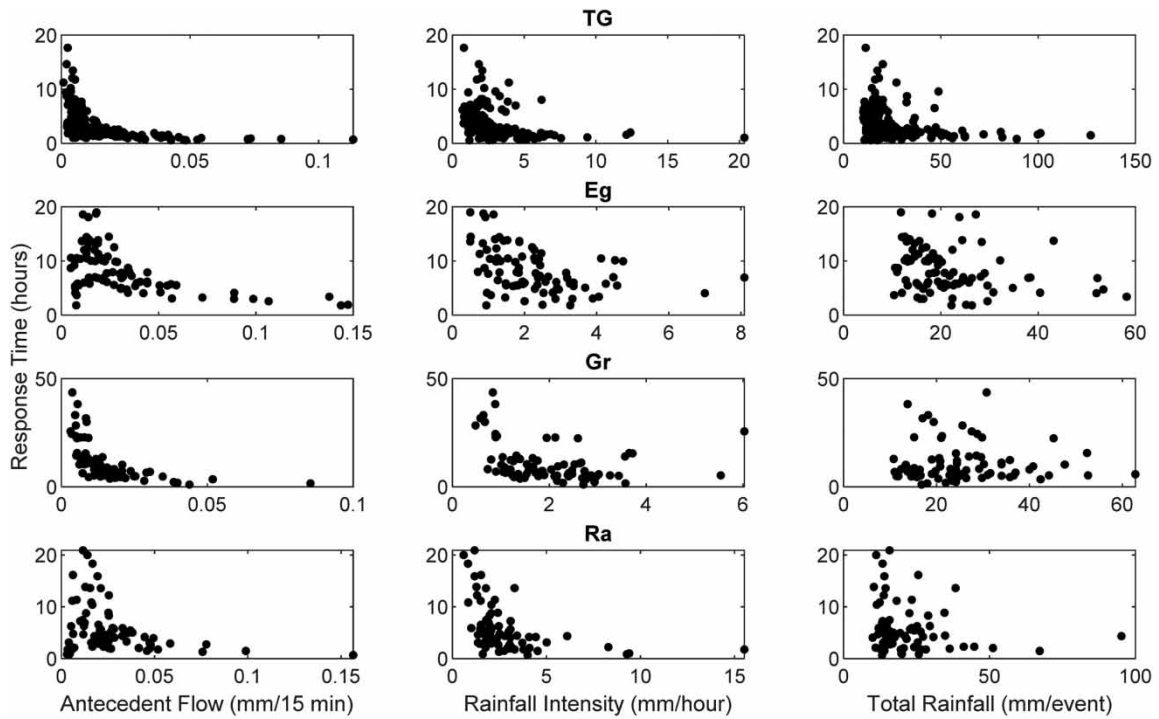 TG
20
10
0
0 0.05 0.1
20
10
0
0 5 10 15 20
20
10
0
0 50 100 150
Eg
20
10
0
0 0.05 0.1 0.15
20
10
0
0 2 4 6 8
20
10
0
0 20 40 60
Response Time (hours)
Gr
50
0
0 0.05 0.1
50
0
0 2 4 6
50
0
0 20 40 60
Ra
20
10
0
0 0.05 0.1 0.15
20
10
0
0 5 10 15
20
10
0
0 50 100
Antecedent Flow (mm/15 min)
Rainfall Intensity (mm/hour)
Total Rainfall (mm/event)